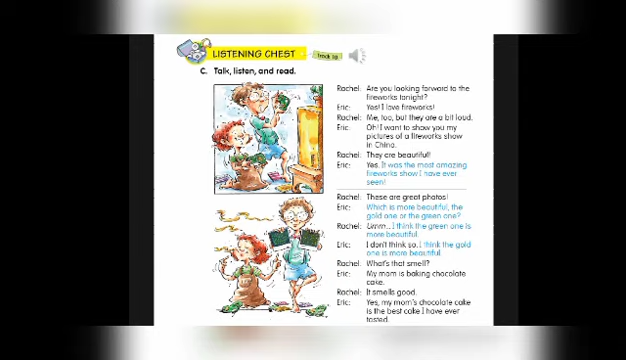 LISTENING CHEST
Track 18
C. Talk, listen, and read.
Rachel: Are you looking forward to the
fireworks tonight?
Eric: Yes! I love fireworks!
Rachel: Me, too, but they are a bit loud.
Eric: Oh! I want to show you my
pictures of a fireworks show
in China.
Rachel: They are beautiful!
Eric: Yes. It was the most amazing
fireworks show I have ever
seen!
Rachel: These are great photos!
Eric: Which is more beautiful, the
gold one or the green one?
Rachel: Umm... I think the green one is
more beautiful.
Eric: I don't think so. I think the gold
one is more beautiful.
Rachel: What's that smell?
Eric: My mom is baking chocolate
cake.
Rachel: It smells good.
Eric: Yes, my mom's chocolate cake
is the best cake I have ever
tasted.